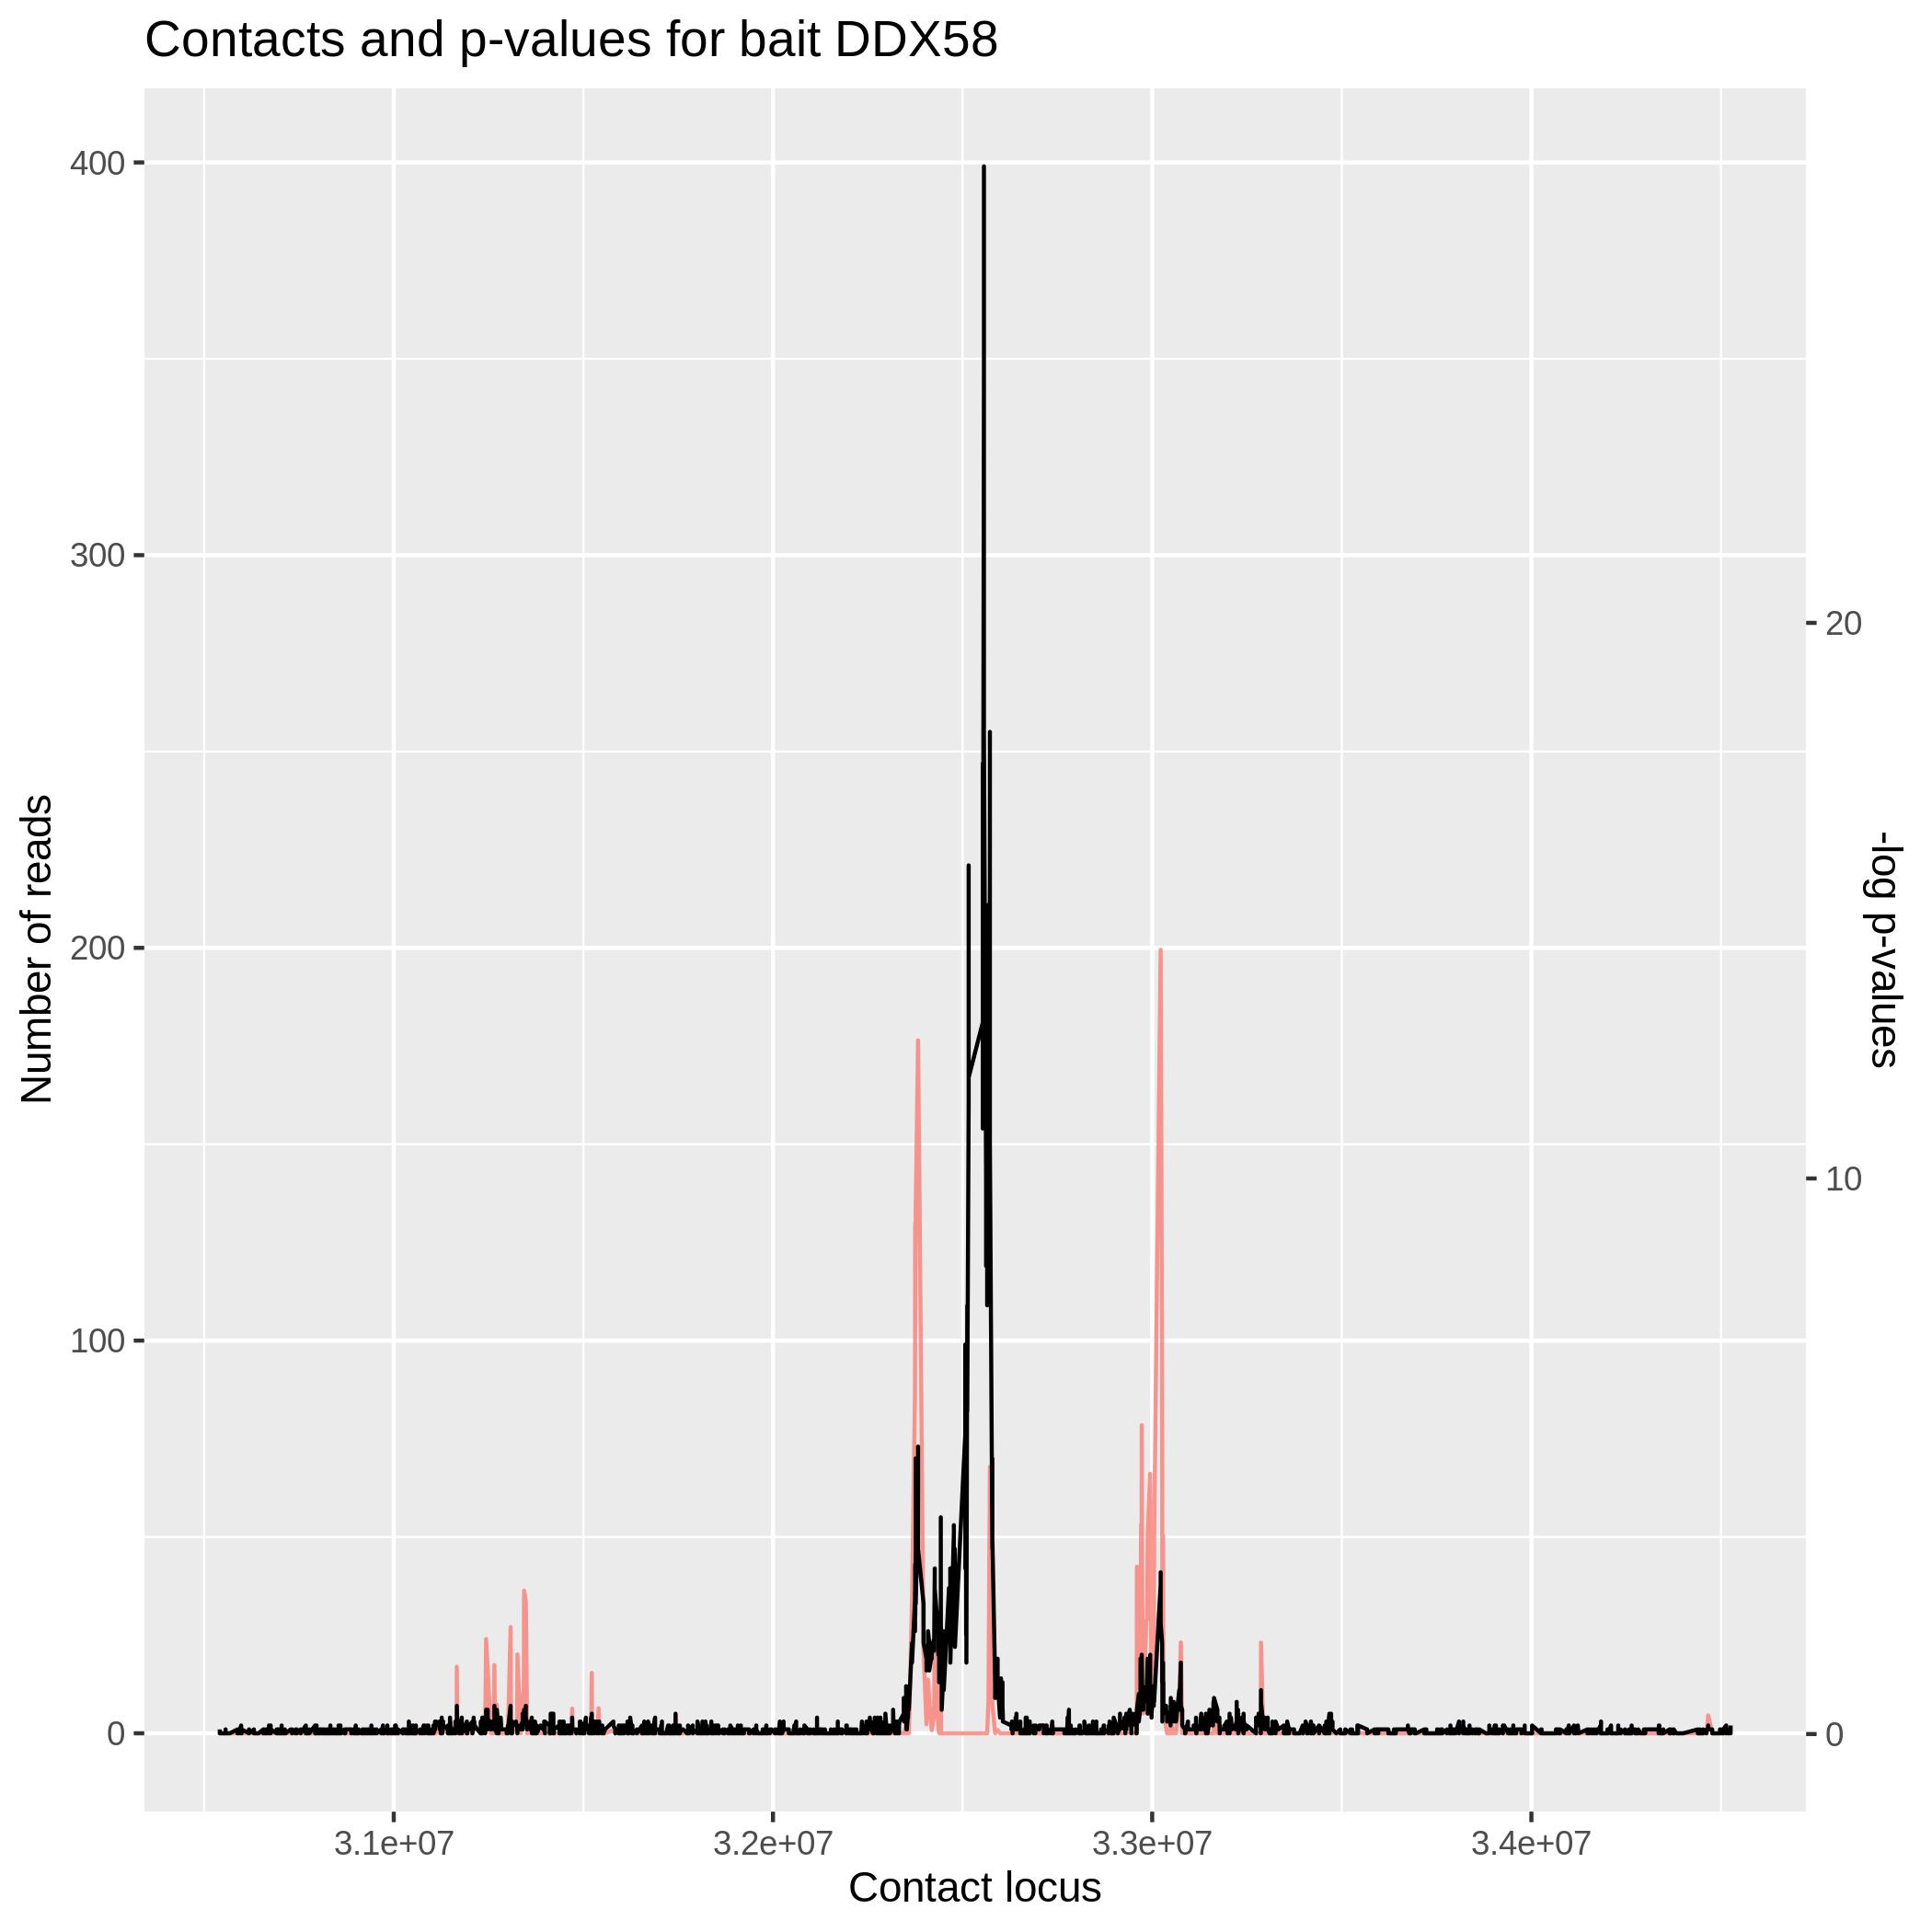 Contacts and p-values for bait DDX58
400
300
200
100
0
Number of reads
20
10
0
-log p-values
3.1e+07
3.2e+07
3.3e+07
3.4e+07
Contact locus